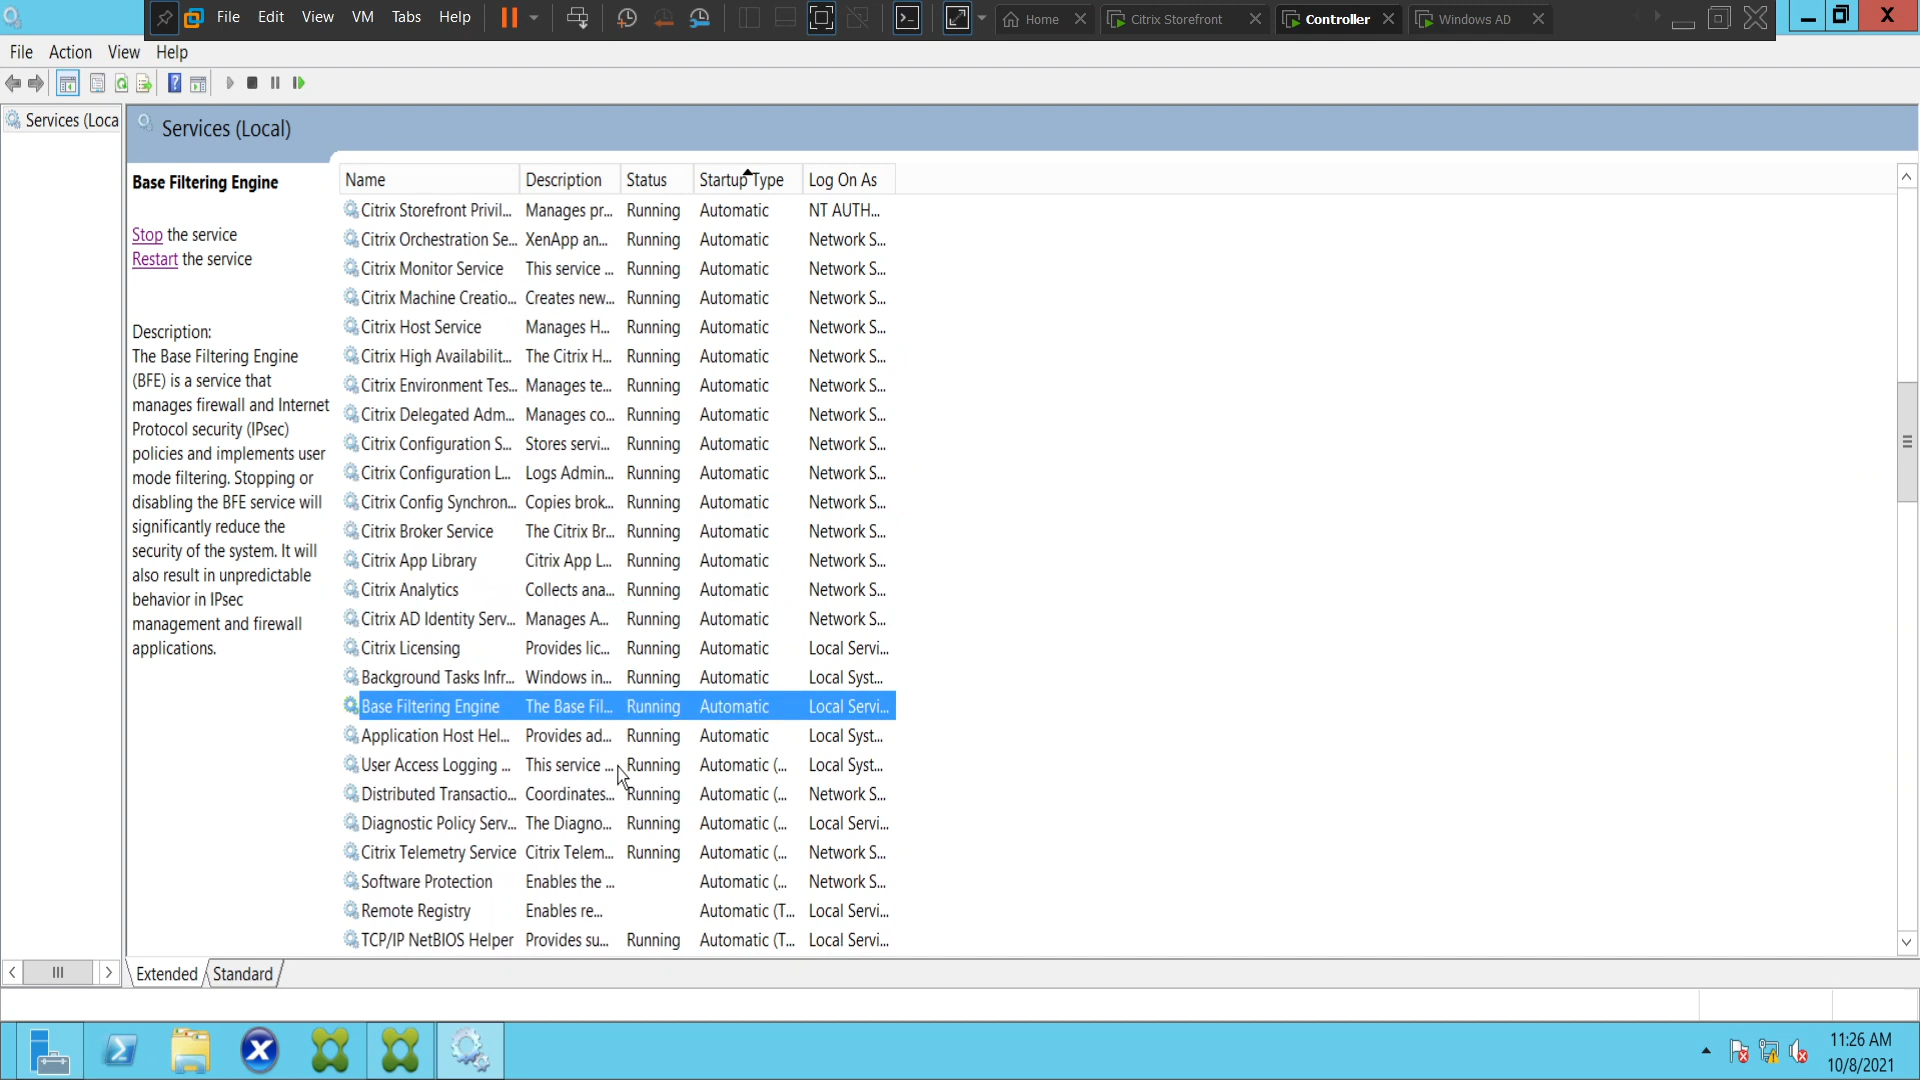 File Edit View VM Tabs Help Home Citrix Storefront Controller Windows AD
File Action View Help
Services (Loca
Services (Local)
Base Filtering Engine
Stop the service
Restart the service
Description:
The Base Filtering Engine
(BFE) is a service that
manages firewall and Internet
Protocol security (IPsec)
policies and implements user
mode filtering. Stopping or
disabling the BFE service will
significantly reduce the
security of the system. It will
also result in unpredictable
behavior in IPsec
management and firewall
applications.
Name Description Status Startup Type Log On As
Citrix Storefront Privil... Manages pr... Running Automatic NT AUTH...
Citrix Orchestration Se... XenApp an... Running Automatic Network S...
Citrix Monitor Service This service ... Running Automatic Network S...
Citrix Machine Creatio... Creates new... Running Automatic Network S...
Citrix Host Service Manages H... Running Automatic Network S...
Citrix High Availabilit... The Citrix H... Running Automatic Network S...
Citrix Environment Tes... Manages te... Running Automatic Network S...
Citrix Delegated Adm... Manages co... Running Automatic Network S...
Citrix Configuration S... Stores servi... Running Automatic Network S...
Citrix Configuration L... Logs Admin... Running Automatic Network S...
Citrix Config Synchron... Copies brok... Running Automatic Network S...
Citrix Broker Service The Citrix Br... Running Automatic Network S...
Citrix App Library Citrix App L... Running Automatic Network S...
Citrix Analytics Collects ana... Running Automatic Network S...
Citrix AD Identity Serv... Manages A... Running Automatic Network S...
Citrix Licensing Provides lic... Running Automatic Local Servi...
Background Tasks Infr... Windows in... Running Automatic Local Syst...
Base Filtering Engine The Base Fil... Running Automatic Local Servi...
Application Host Hel... Provides ad... Running Automatic Local Syst...
User Access Logging ... This service ... Running Automatic (... Local Syst...
Distributed Transactio... Coordinates... Running Automatic (... Network S...
Diagnostic Policy Serv... The Diagno... Running Automatic (... Local Servi...
Citrix Telemetry Service Citrix Telem... Running Automatic (... Network S...
Software Protection Enables the ... Automatic (... Network S...
Remote Registry Enables re... Automatic (T... Local Servi...
TCP/IP NetBIOS Helper Provides su... Running Automatic (T... Local Servi...
Extended Standard
11:26 AM
10/8/2021